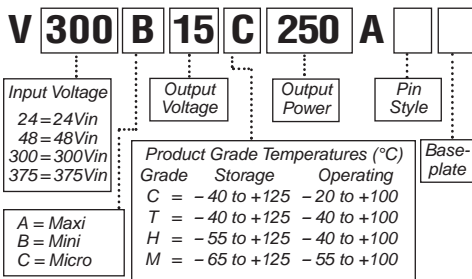 V 300 B 15 C 250 A
Input Voltage
24 = 24Vin
48 = 48Vin
300 = 300Vin
375 = 375Vin
Output
Voltage
Output
Power
Pin
Style
Base-
plate
Product Grade Temperatures (°C)
Grade Storage Operating
C = – 40 to +125 – 20 to +100
T = – 40 to +125 – 40 to +100
H = – 55 to +125 – 40 to +100
M = – 65 to +125 – 55 to +100
A = Maxi
B = Mini
C = Micro